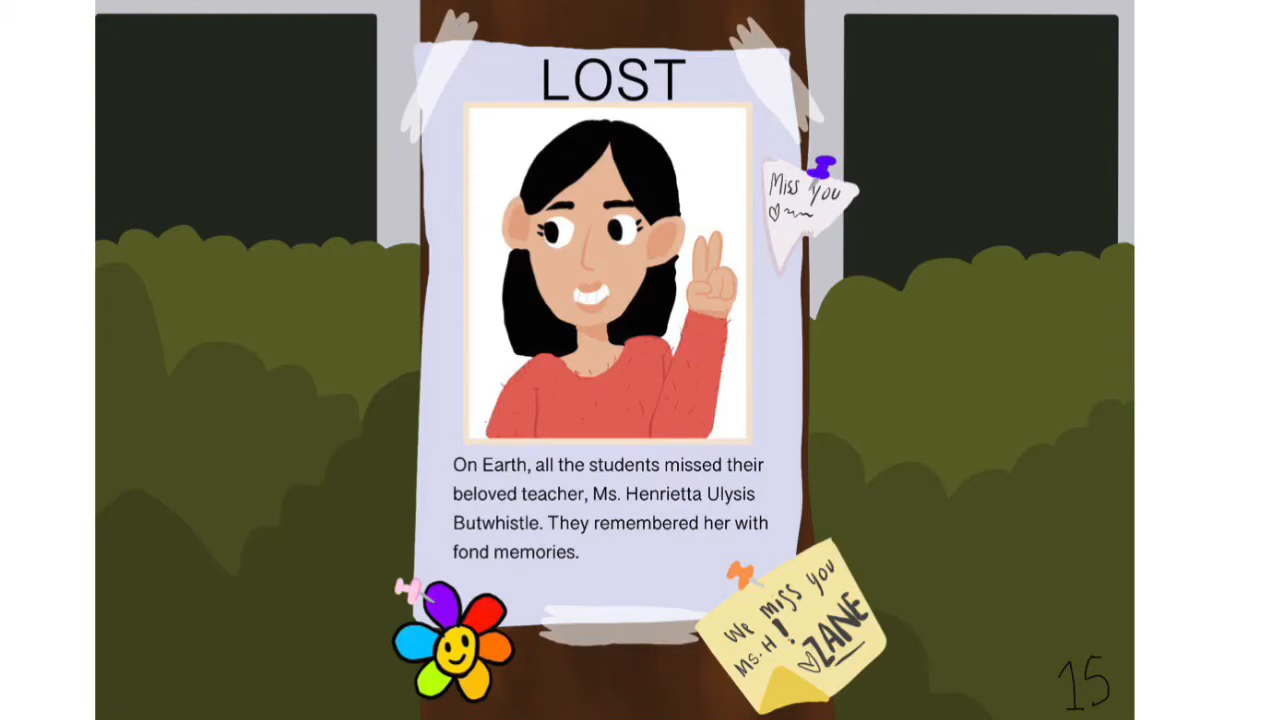 LOST
Miss you
On Earth, all the students missed their
beloved teacher, Ms. Henrietta Ulysis
Butwhistle. They remembered her with
fond memories.
We miss you
Ms. H!
ZANE
15